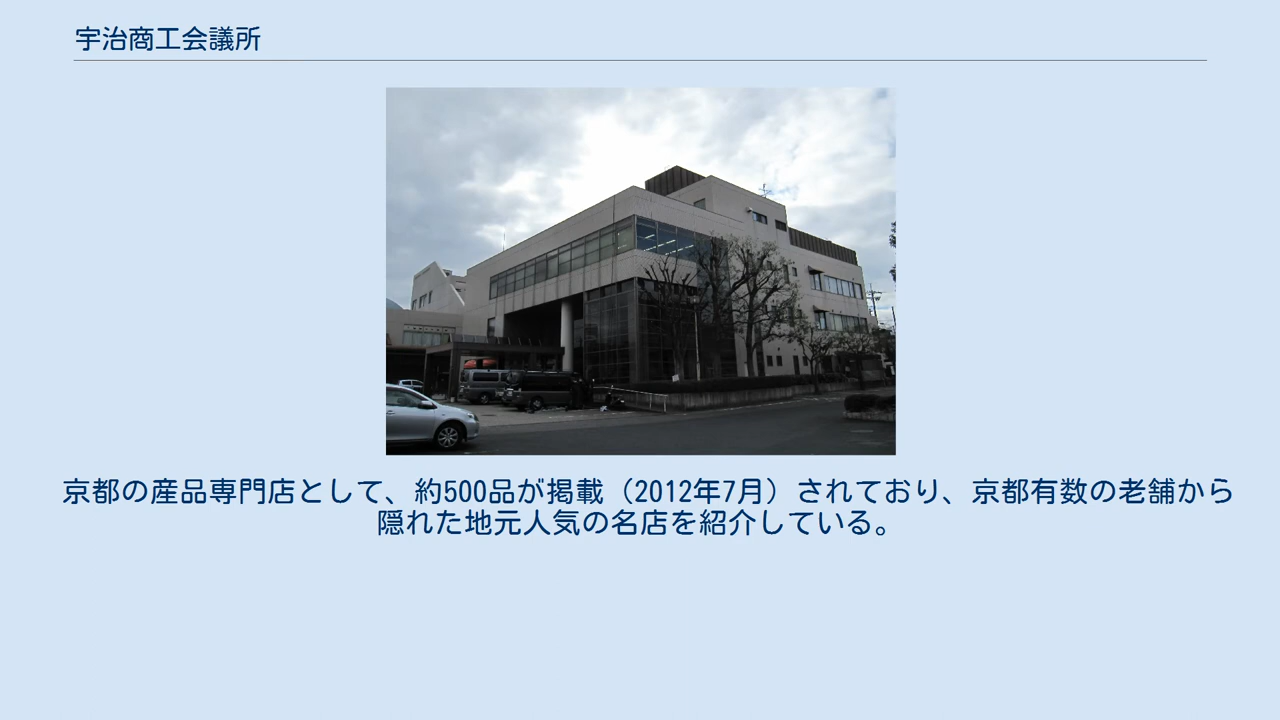 宇治商工会議所
京都の産品専門店として、約500品が掲載（2012年7月）されており、京都有数の老舗から
隠れた地元人気の名店を紹介している。